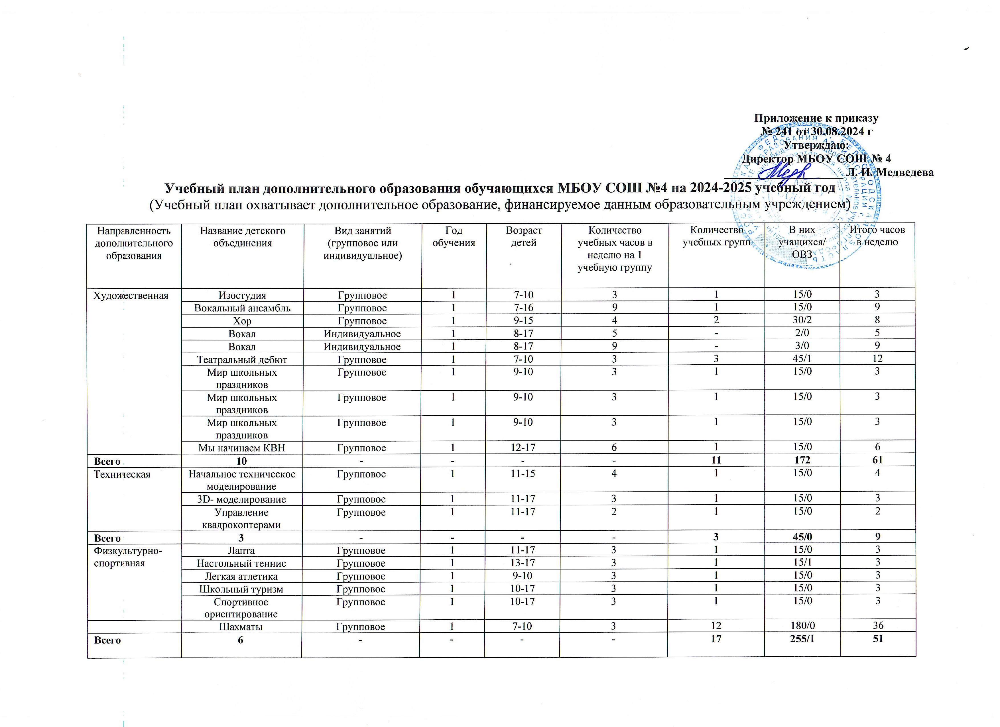 Приложение к приказу
№ 241 от 30.08.2024 г
Утверждаю:
Директор МБОУ СОШ № 4
Л. И. Медведева
Учебный план дополнительного образования обучающихся МБОУ СОШ №4 на 2024-2025 учебный год
(Учебный план охватывает дополнительное образование, финансируемое данным образовательным учреждением)
Направленность дополнительного образования | Название детского объединения | Вид занятий (групповое или индивидуальное) | Год обучения | Возраст детей | Количество учебных часов в неделю на 1 учебную группу | Количество учебных групп | В них учащихся/ ОВЗ | Итого часов в неделю
Художественная | Изостудия | Групповое | 1 | 7-10 | 3 | 1 | 15/0 | 3
Вокальный ансамбль | Групповое | 1 | 7-16 | 9 | 1 | 15/0 | 9
Хор | Групповое | 1 | 9-15 | 4 | 2 | 30/2 | 8
Вокал | Индивидуальное | 1 | 8-17 | 5 | - | 2/0 | 5
Вокал | Индивидуальное | 1 | 8-17 | 9 | - | 3/0 | 9
Театральный дебют | Групповое | 1 | 7-10 | 3 | 3 | 45/1 | 12
Мир школьных праздников | Групповое | 1 | 9-10 | 3 | 1 | 15/0 | 3
Мир школьных праздников | Групповое | 1 | 9-10 | 3 | 1 | 15/0 | 3
Мир школьных праздников | Групповое | 1 | 9-10 | 3 | 1 | 15/0 | 3
Мы начинаем КВН | Групповое | 1 | 12-17 | 6 | 1 | 15/0 | 6
Всего | 10 | - | - | - | - | 11 | 172 | 61
Техническая | Начальное техническое моделирование | Групповое | 1 | 11-15 | 4 | 1 | 15/0 | 4
3D- моделирование | Групповое | 1 | 11-17 | 3 | 1 | 15/0 | 3
Управление квадрокоптерами | Групповое | 1 | 11-17 | 2 | 1 | 15/0 | 2
Всего | 3 | - | - | - | - | 3 | 45/0 | 9
Физкультурно-спортивная | Лапта | Групповое | 1 | 11-17 | 3 | 1 | 15/0 | 3
Настольный теннис | Групповое | 1 | 13-17 | 3 | 1 | 15/1 | 3
Легкая атлетика | Групповое | 1 | 9-10 | 3 | 1 | 15/0 | 3
Школьный туризм | Групповое | 1 | 10-17 | 3 | 1 | 15/0 | 3
Спортивное ориентирование | Групповое | 1 | 10-17 | 3 | 1 | 15/0 | 3
Шахматы | Групповое | 1 | 7-10 | 3 | 12 | 180/0 | 36
Всего | 6 | - | - | - | - | 17 | 255/1 | 51